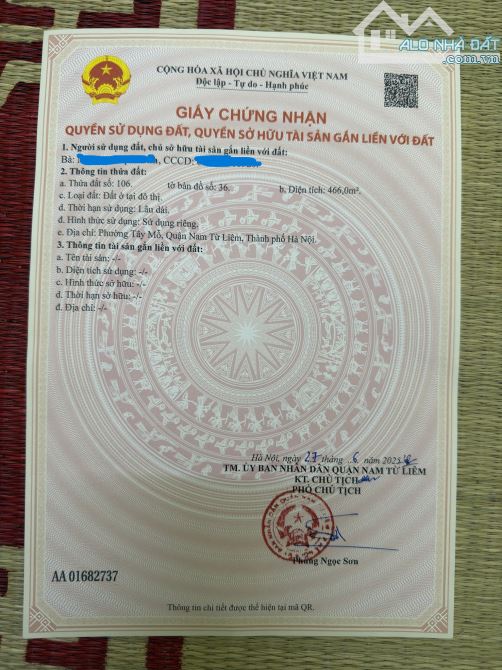 ALO NHÀ ĐẤT
.com.vn
CỘNG HÒA XÃ HỘI CHỦ NGHĨA VIỆT NAM
Độc lập - Tự do - Hạnh phúc
GIẤY CHỨNG NHẬN
QUYỀN SỬ DỤNG ĐẤT, QUYỀN SỞ HỮU TÀI SẢN GẮN LIỀN VỚI ĐẤT
1. Người sử dụng đất, chủ sở hữu tài sản gắn liền với đất:
Bà: CCCD:
2. Thông tin thửa đất:
a. Thửa đất số: 106. tờ bản đồ số: 36. b. Diện tích: 466,0m².
c. Loại đất: Đất ở tại đô thị.
d. Thời hạn sử dụng: Lâu dài.
đ. Hình thức sử dụng: Sử dụng riêng.
e. Địa chỉ: Phường Tây Mỗ, Quận Nam Từ Liêm, Thành phố Hà Nội.
3. Thông tin tài sản gắn liền với đất:
a. Tên tài sản: -/-
b. Diện tích sử dụng: -/-
c. Hình thức sở hữu: -/-
d. Thời hạn sở hữu: -/-
đ. Địa chỉ: -/-
Hà Nội, ngày 27 tháng 6 năm 2025
TM. ỦY BAN NHÂN DÂN QUẬN NAM TỪ LIÊM
KT. CHỦ TỊCH
PHÓ CHỦ TỊCH
Phùng Ngọc Sơn
AA 01682737
Thông tin chi tiết được thể hiện tại mã QR.